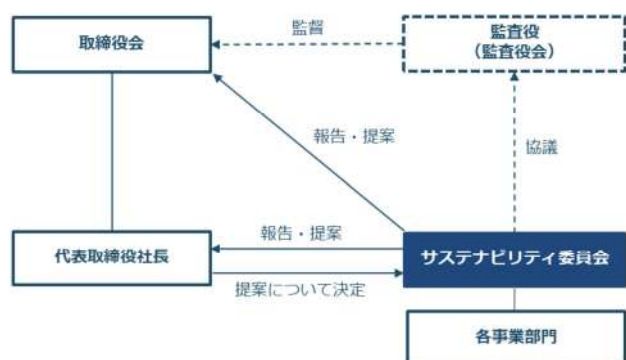 取締役会
監督
監査役
(監査役会)
報告・提案
協議
代表取締役社長
報告・提案
提案について決定
サステナビリティ委員会
各事業部門